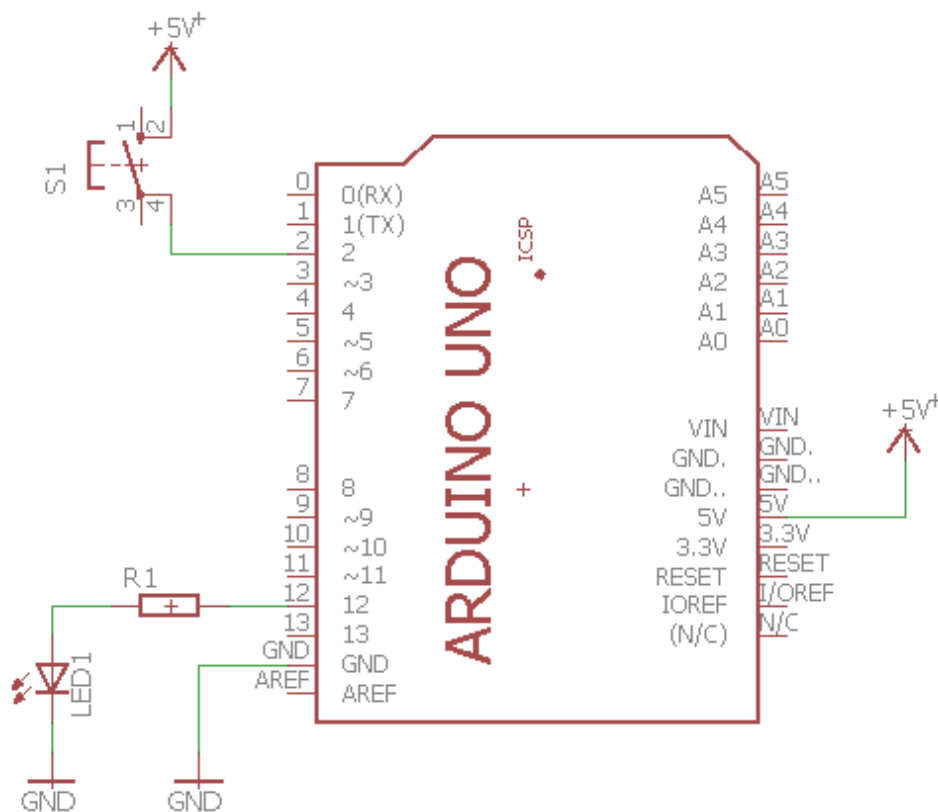 +5V+
S1
1
2
3
4
0
1
2
3
4
5
6
7
8
9
10
11
12
13
GND
AREF
0(RX)
1(TX)
2
~3
4
~5
~6
7
8
~9
~10
~11
12
13
GND
AREF
ARDUINO UNO
ICSP
A5
A4
A3
A2
A1
A0
VIN
GND.
GND..
5V
3.3V
RESET
IOREF
(N/C)
A5
A4
A3
A2
A1
A0
VIN
GND.
GND..
5V
3.3V
RESET
I/OREF
N/C
+5V+
R1
LED1
GND
GND